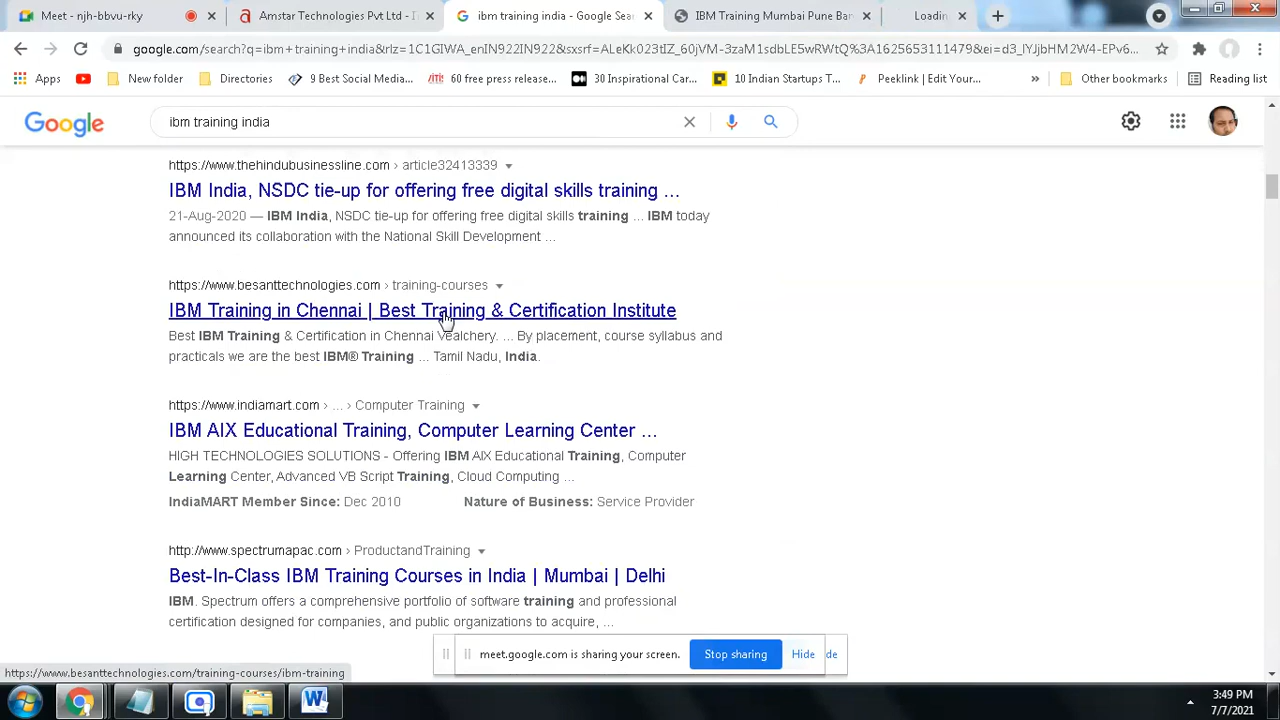 Meet - njh-bbvu-rky
Amstar Technologies Pvt Ltd - I
ibm training india - Google Sea
IBM Training Mumbai Pune Ban
Loadin
google.com/search?q=ibm+training+india&rlz=1C1GIWA_enIN922IN922&sxsrf=ALeKk023tIZ_60jVM-3zaM1sdbLE5wRWtQ%3A1625653111479&ei=d3_lYJjbHM2W4-EPv6...
Apps
New folder
Directories
9 Best Social Media...
60 free press releas...
30 Inspirational Car...
10 Indian Startups T...
Peeklink | Edit Your...
»
Other bookmarks
Reading list
Google
ibm training india
https://www.thehindubusinessline.com › article32413339
IBM India, NSDC tie-up for offering free digital skills training ...
21-Aug-2020 — IBM India, NSDC tie-up for offering free digital skills training ... IBM today
announced its collaboration with the National Skill Development ...
https://www.besanttechnologies.com › training-courses
IBM Training in Chennai | Best Training & Certification Institute
Best IBM Training & Certification in Chennai Vealchery. ... By placement, course syllabus and
practicals we are the best IBM® Training ... Tamil Nadu, India.
https://www.indiamart.com › ... › Computer Training
IBM AIX Educational Training, Computer Learning Center ...
HIGH TECHNOLOGIES SOLUTIONS - Offering IBM AIX Educational Training, Computer
Learning Center, Advanced VB Script Training, Cloud Computing ...
IndiaMART Member Since: Dec 2010 Nature of Business: Service Provider
http://www.spectrumapac.com › ProductandTraining
Best-In-Class IBM Training Courses in India | Mumbai | Delhi
IBM. Spectrum offers a comprehensive portfolio of software training and professional
certification designed for companies, and public organizations to acquire, ...
meet.google.com is sharing your screen.
Stop sharing
Hide
de
https://www.besanttechnologies.com/training-courses/ibm-training
3:49 PM
7/7/2021